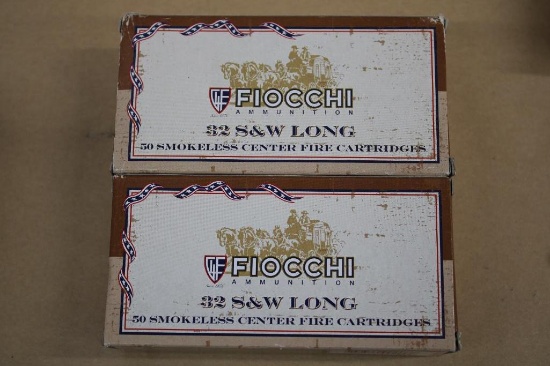 FIOCCHI
AMMUNITION
32 S&W LONG
50 SMOKELESS CENTER FIRE CARTRIDGES
FIOCCHI
AMMUNITION
32 S&W LONG
50 SMOKELESS CENTER FIRE CARTRIDGES